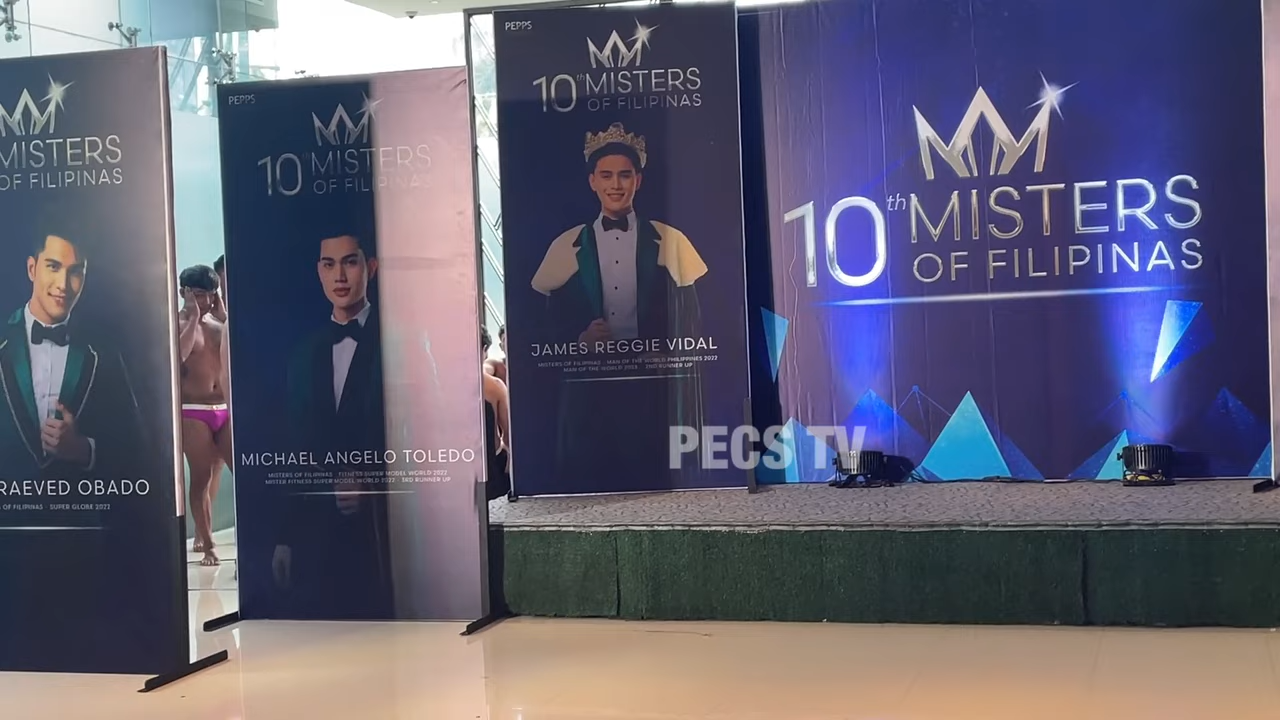 MISTERS
OF FILIPINAS
RAEVED OBADO
OF FILIPINAS · SUPER GLOBE 2022
PEPPS
10th MISTERS
OF FILIPINAS
MICHAEL ANGELO TOLEDO
MISTERS OF FILIPINAS · FITNESS SUPER MODEL WORLD 2022
MISTER FITNESS SUPER MODEL WORLD 2022 · 3RD RUNNER UP
PEPPS
10th MISTERS
OF FILIPINAS
JAMES REGGIE VIDAL
MISTERS OF FILIPINAS · MAN OF THE WORLD PHILIPPINES 2022
MAN OF THE WORLD 2023 · 2ND RUNNER UP
10th MISTERS
OF FILIPINAS
PECS TV